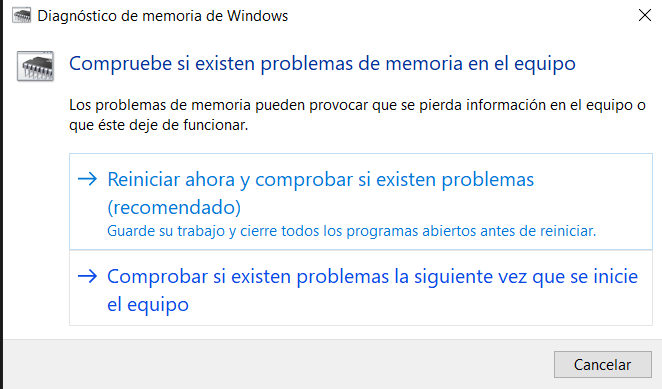 Diagnóstico de memoria de Windows
Compruebe si existen problemas de memoria en el equipo
Los problemas de memoria pueden provocar que se pierda información en el equipo o
que éste deje de funcionar.
Reiniciar ahora y comprobar si existen problemas
(recomendado)
Guarde su trabajo y cierre todos los programas abiertos antes de reiniciar.
Comprobar si existen problemas la siguiente vez que se inicie
el equipo
Cancelar